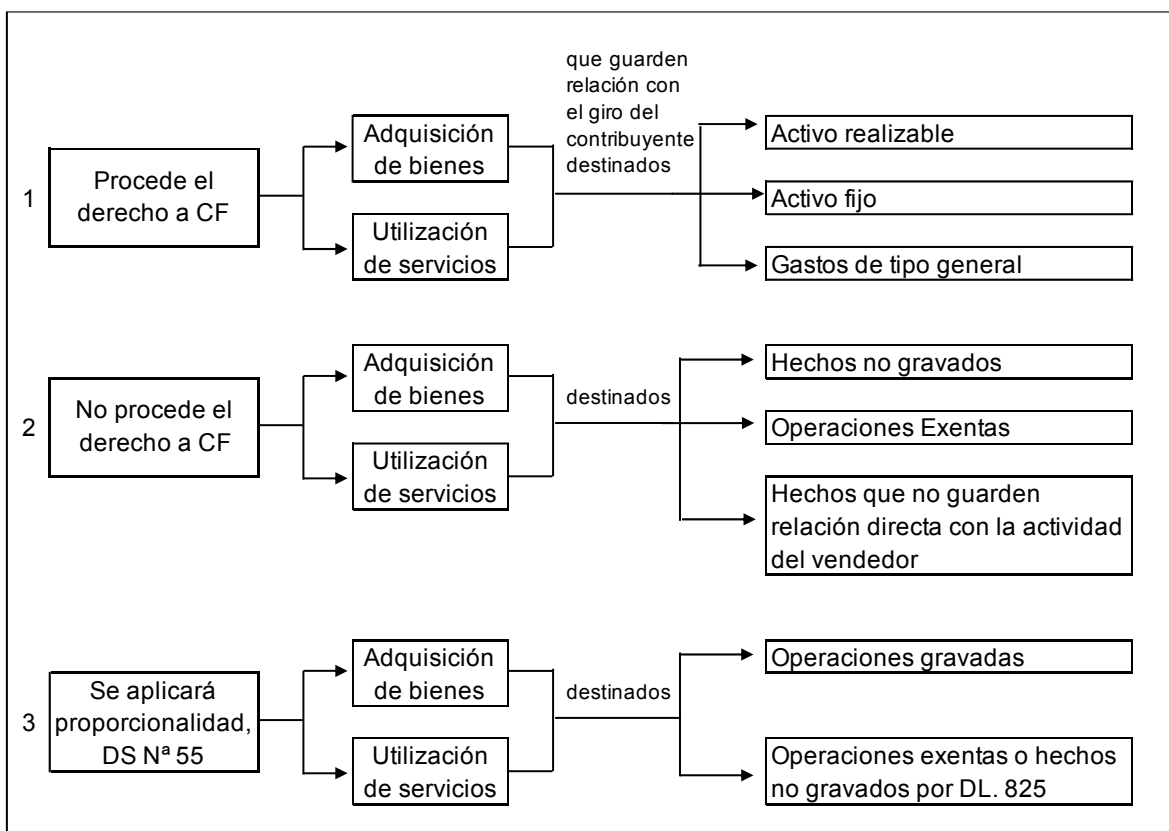 1
Procede el
derecho a CF
Adquisición
de bienes
Utilización
de servicios
que guarden
relación con
el giro del
contribuyente
destinados
Activo realizable
Activo fijo
Gastos de tipo general
2
No procede el
derecho a CF
Adquisición
de bienes
Utilización
de servicios
destinados
Hechos no gravados
Operaciones Exentas
Hechos que no guarden
relación directa con la actividad
del vendedor
3
Se aplicará
proporcionalidad,
DS Nª 55
Adquisición
de bienes
Utilización
de servicios
destinados
Operaciones gravadas
Operaciones exentas o hechos
no gravados por DL. 825